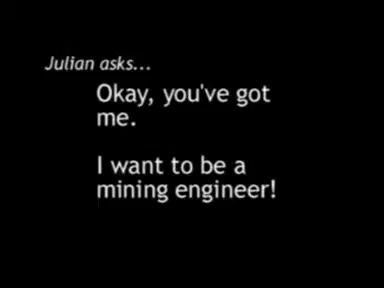 Julian asks...
Okay, you've got
me.
I want to be a
mining engineer!